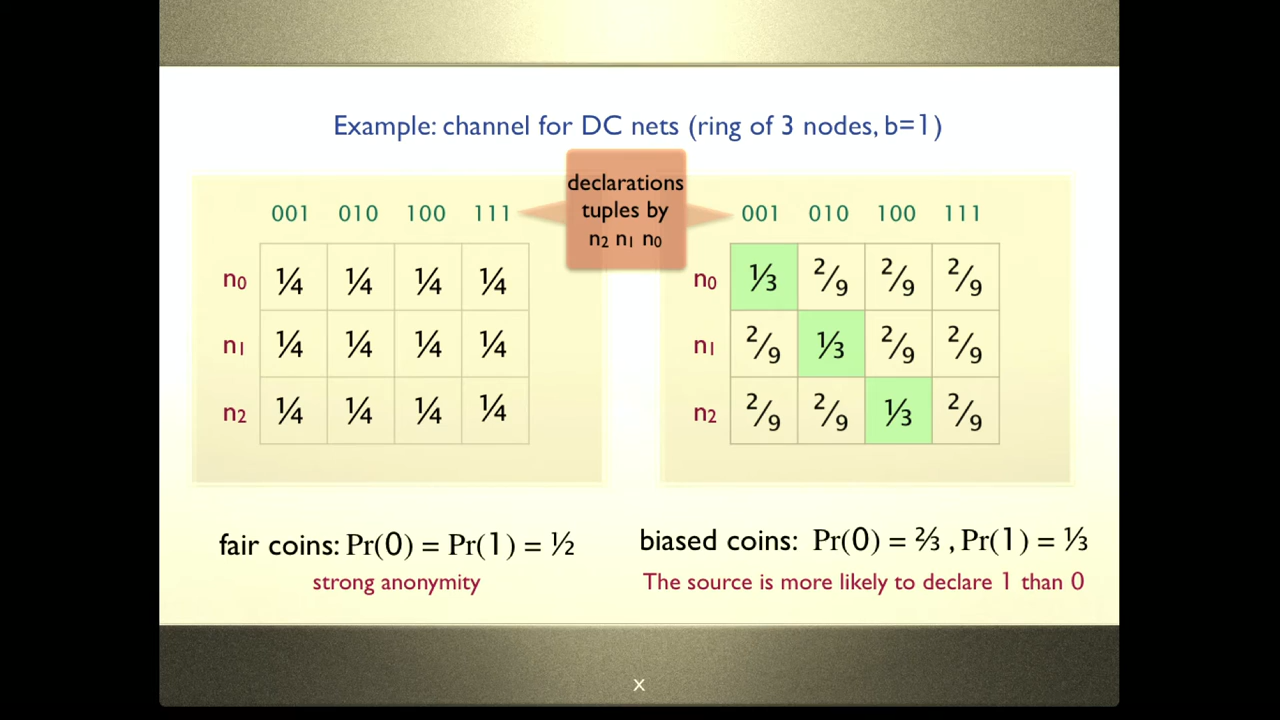 Example: channel for DC nets (ring of 3 nodes, b=1)
declarations
tuples by
n₂ n₁ n₀
001 010 100 111
n₀ ¼ ¼ ¼ ¼
n₁ ¼ ¼ ¼ ¼
n₂ ¼ ¼ ¼ ¼
fair coins: Pr(0) = Pr(1) = ½
strong anonymity
001 010 100 111
n₀ ⅓ ²⁄₉ ²⁄₉ ²⁄₉
n₁ ²⁄₉ ⅓ ²⁄₉ ²⁄₉
n₂ ²⁄₉ ²⁄₉ ⅓ ²⁄₉
biased coins: Pr(0) = ⅔ , Pr(1) = ⅓
The source is more likely to declare 1 than 0
x